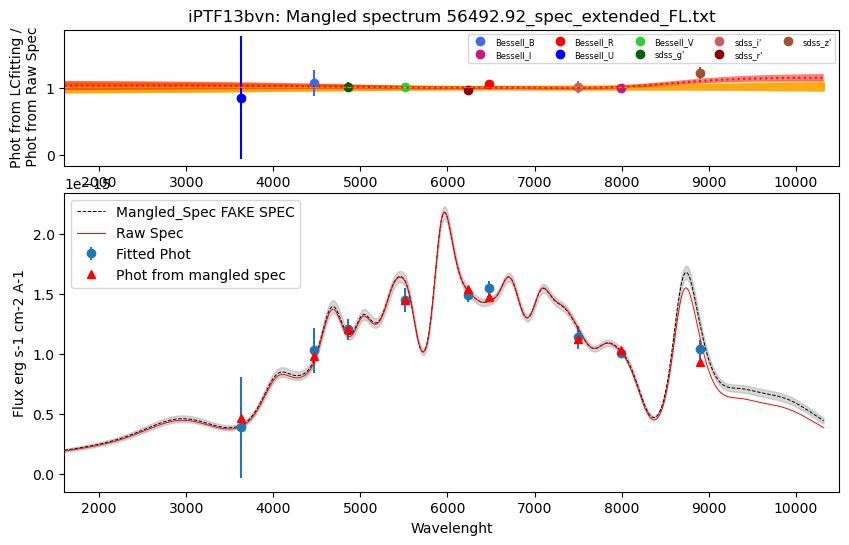 iPTF13bvn: Mangled spectrum 56492.92_spec_extended_FL.txt
Phot from LCfitting /
Phot from Raw Spec
1
0
Bessell_B
Bessell_I
Bessell_R
Bessell_U
Bessell_V
sdss_g'
sdss_i'
sdss_r'
sdss_z'
2000 3000 4000 5000 6000 7000 8000 9000 10000
1e−15
Mangled_Spec FAKE SPEC
Raw Spec
Fitted Phot
Phot from mangled spec
Flux erg s-1 cm-2 A-1
2.0
1.5
1.0
0.5
0.0
2000 3000 4000 5000 6000 7000 8000 9000 10000
Wavelenght